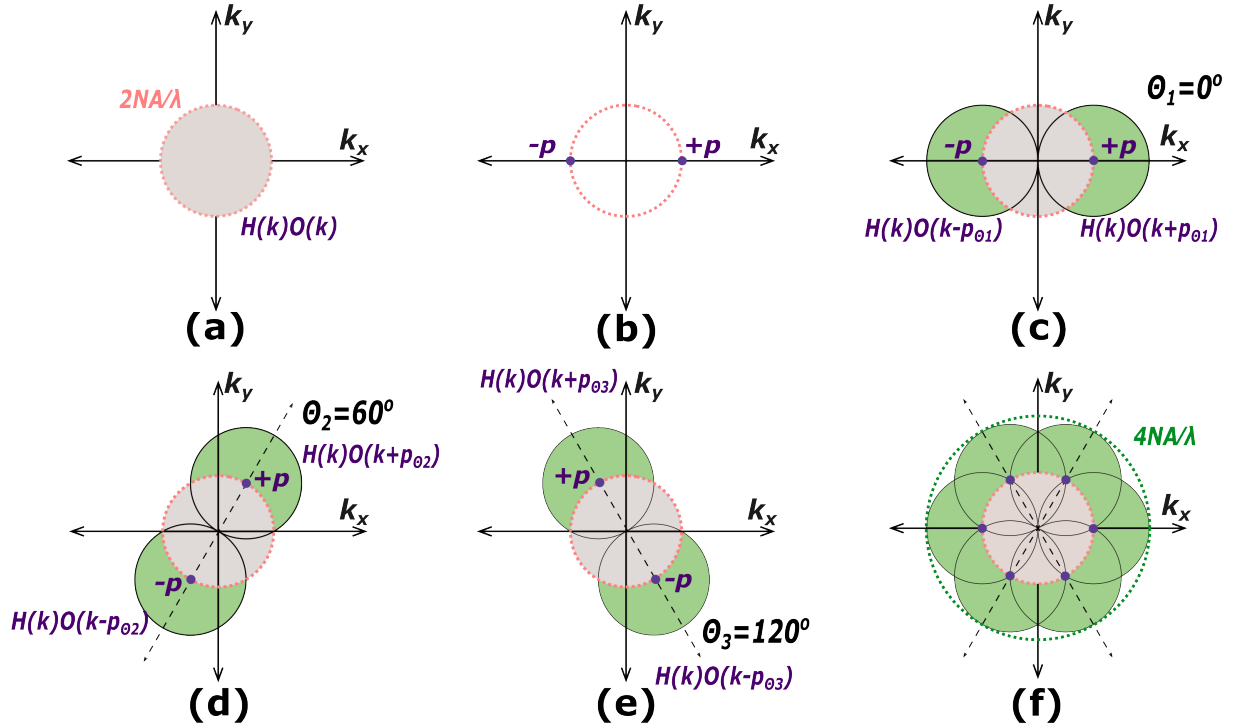 k_y
2NA/λ
k_x
H(k)O(k)
(a)
k_y
-p
+p
k_x
(b)
k_y
Θ_1=0^o
k_x
-p
+p
H(k)O(k-p_θ1)
H(k)O(k+p_θ1)
(c)
k_y
Θ_2=60^o
H(k)O(k+p_θ2)
+p
k_x
-p
H(k)O(k-p_θ2)
(d)
H(k)O(k+p_θ3)
k_y
+p
k_x
-p
Θ_3=120^o
H(k)O(k-p_θ3)
(e)
k_y
4NA/λ
k_x
(f)